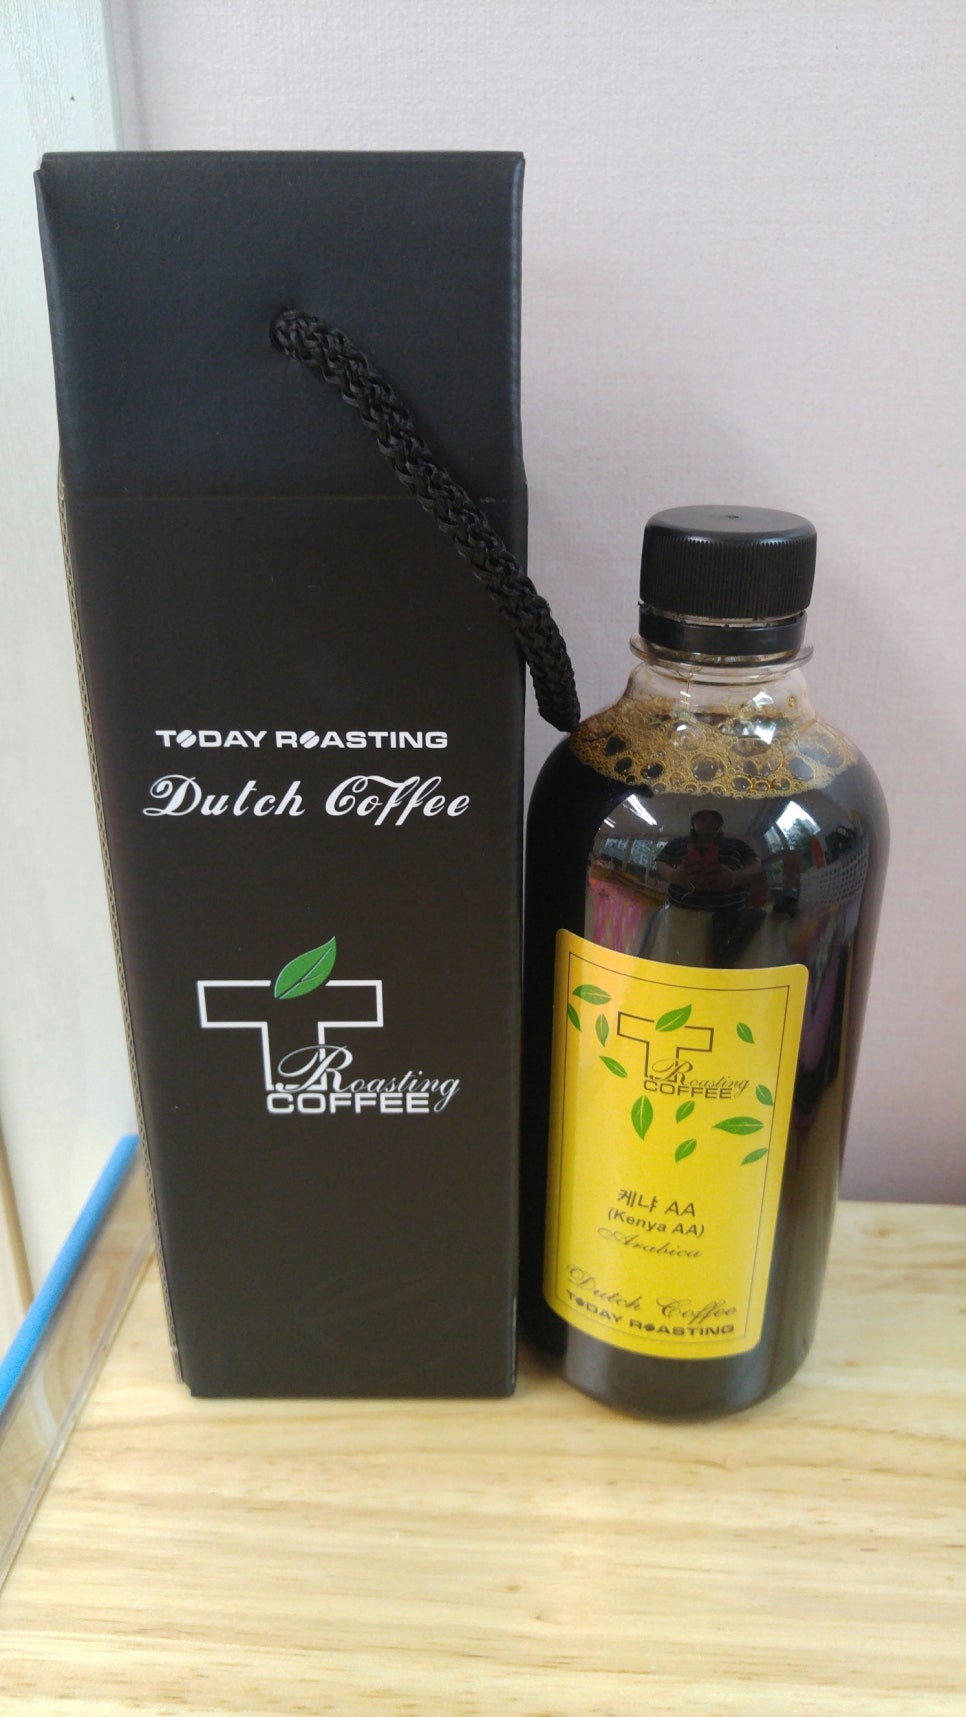 TODAY ROASTING
Dutch Coffee
T
Roasting
COFFEE
T
Roasting
COFFEE
케냐 AA
(Kenya AA)
Arabica
Dutch Coffee
TODAY ROASTING